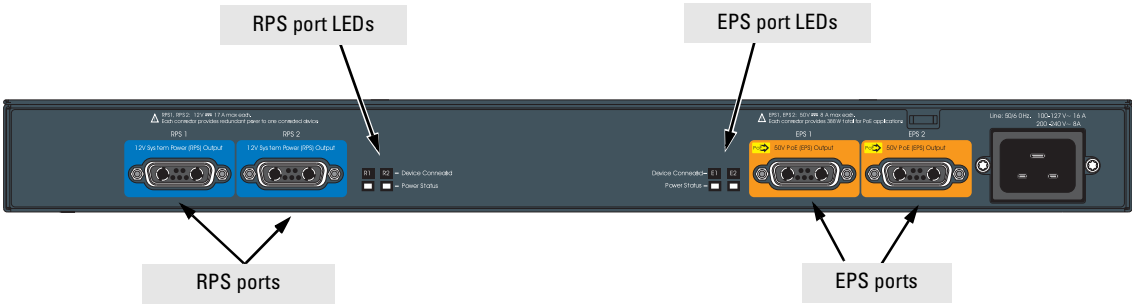 RPS port LEDs
EPS port LEDs
RPS1, RPS2: 12V 17 A max each.
Each connector provides redundant power to one connected device.
RPS 1
RPS 2
12V System Power (RPS) Output
12V System Power (RPS) Output
R1 R2 – Device Connected
– Power Status
EPS1, EPS2: 50V 8 A max each.
Each connector provides 388W total for PoE applications.
EPS 1
EPS 2
PoE 50V PoE (EPS) Output
PoE 50V PoE (EPS) Output
Device Connected – E1 E2
Power Status –
Line: 50/6 0Hz. 100-127 V~ 16 A
200-240 V~ 8A
RPS ports
EPS ports